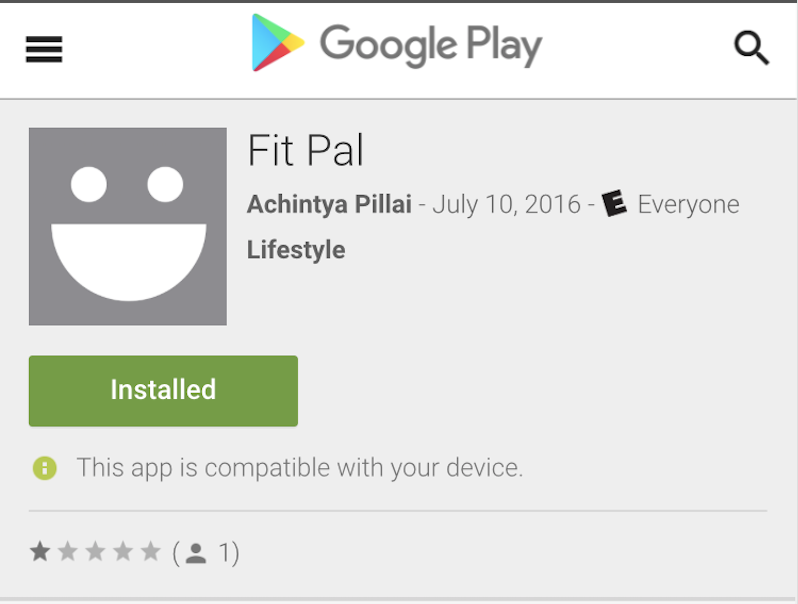 Google Play
Fit Pal
Achintya Pillai - July 10, 2016 - E Everyone
Lifestyle
Installed
This app is compatible with your device.
( 1)